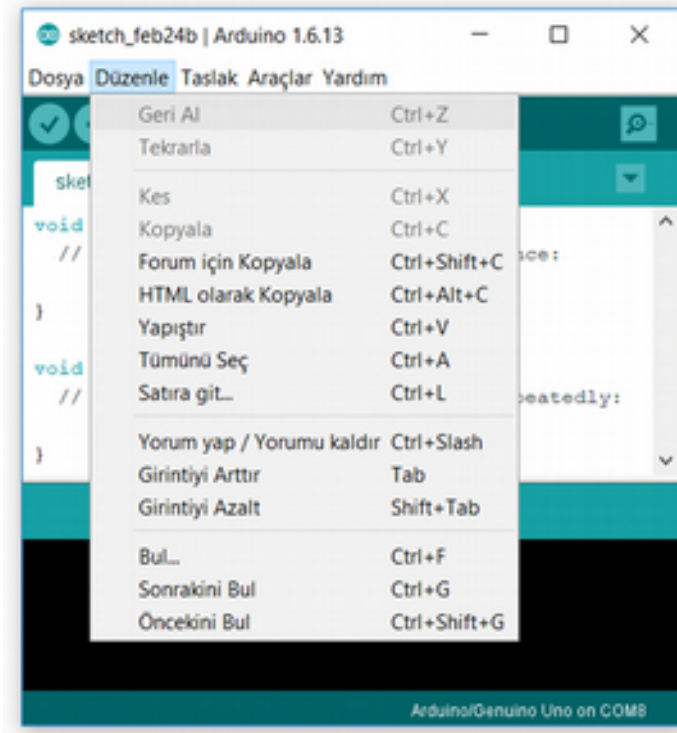 sketch_feb24b | Arduino 1.6.13
Dosya Düzenle Taslak Araçlar Yardım
Geri Al Ctrl+Z
Tekrarla Ctrl+Y
sket
Kes Ctrl+X
void
Kopyala Ctrl+C
// nce:
Forum için Kopyala Ctrl+Shift+C
HTML olarak Kopyala Ctrl+Alt+C
}
Yapıştır Ctrl+V
Tümünü Seç Ctrl+A
void
// peatedly:
Satıra git... Ctrl+L
Yorum yap / Yorumu kaldır Ctrl+Slash
}
Girintiyi Arttır Tab
Girintiyi Azalt Shift+Tab
Bul... Ctrl+F
Sonrakini Bul Ctrl+G
Öncekini Bul Ctrl+Shift+G
Arduino/Genuino Uno on COM8